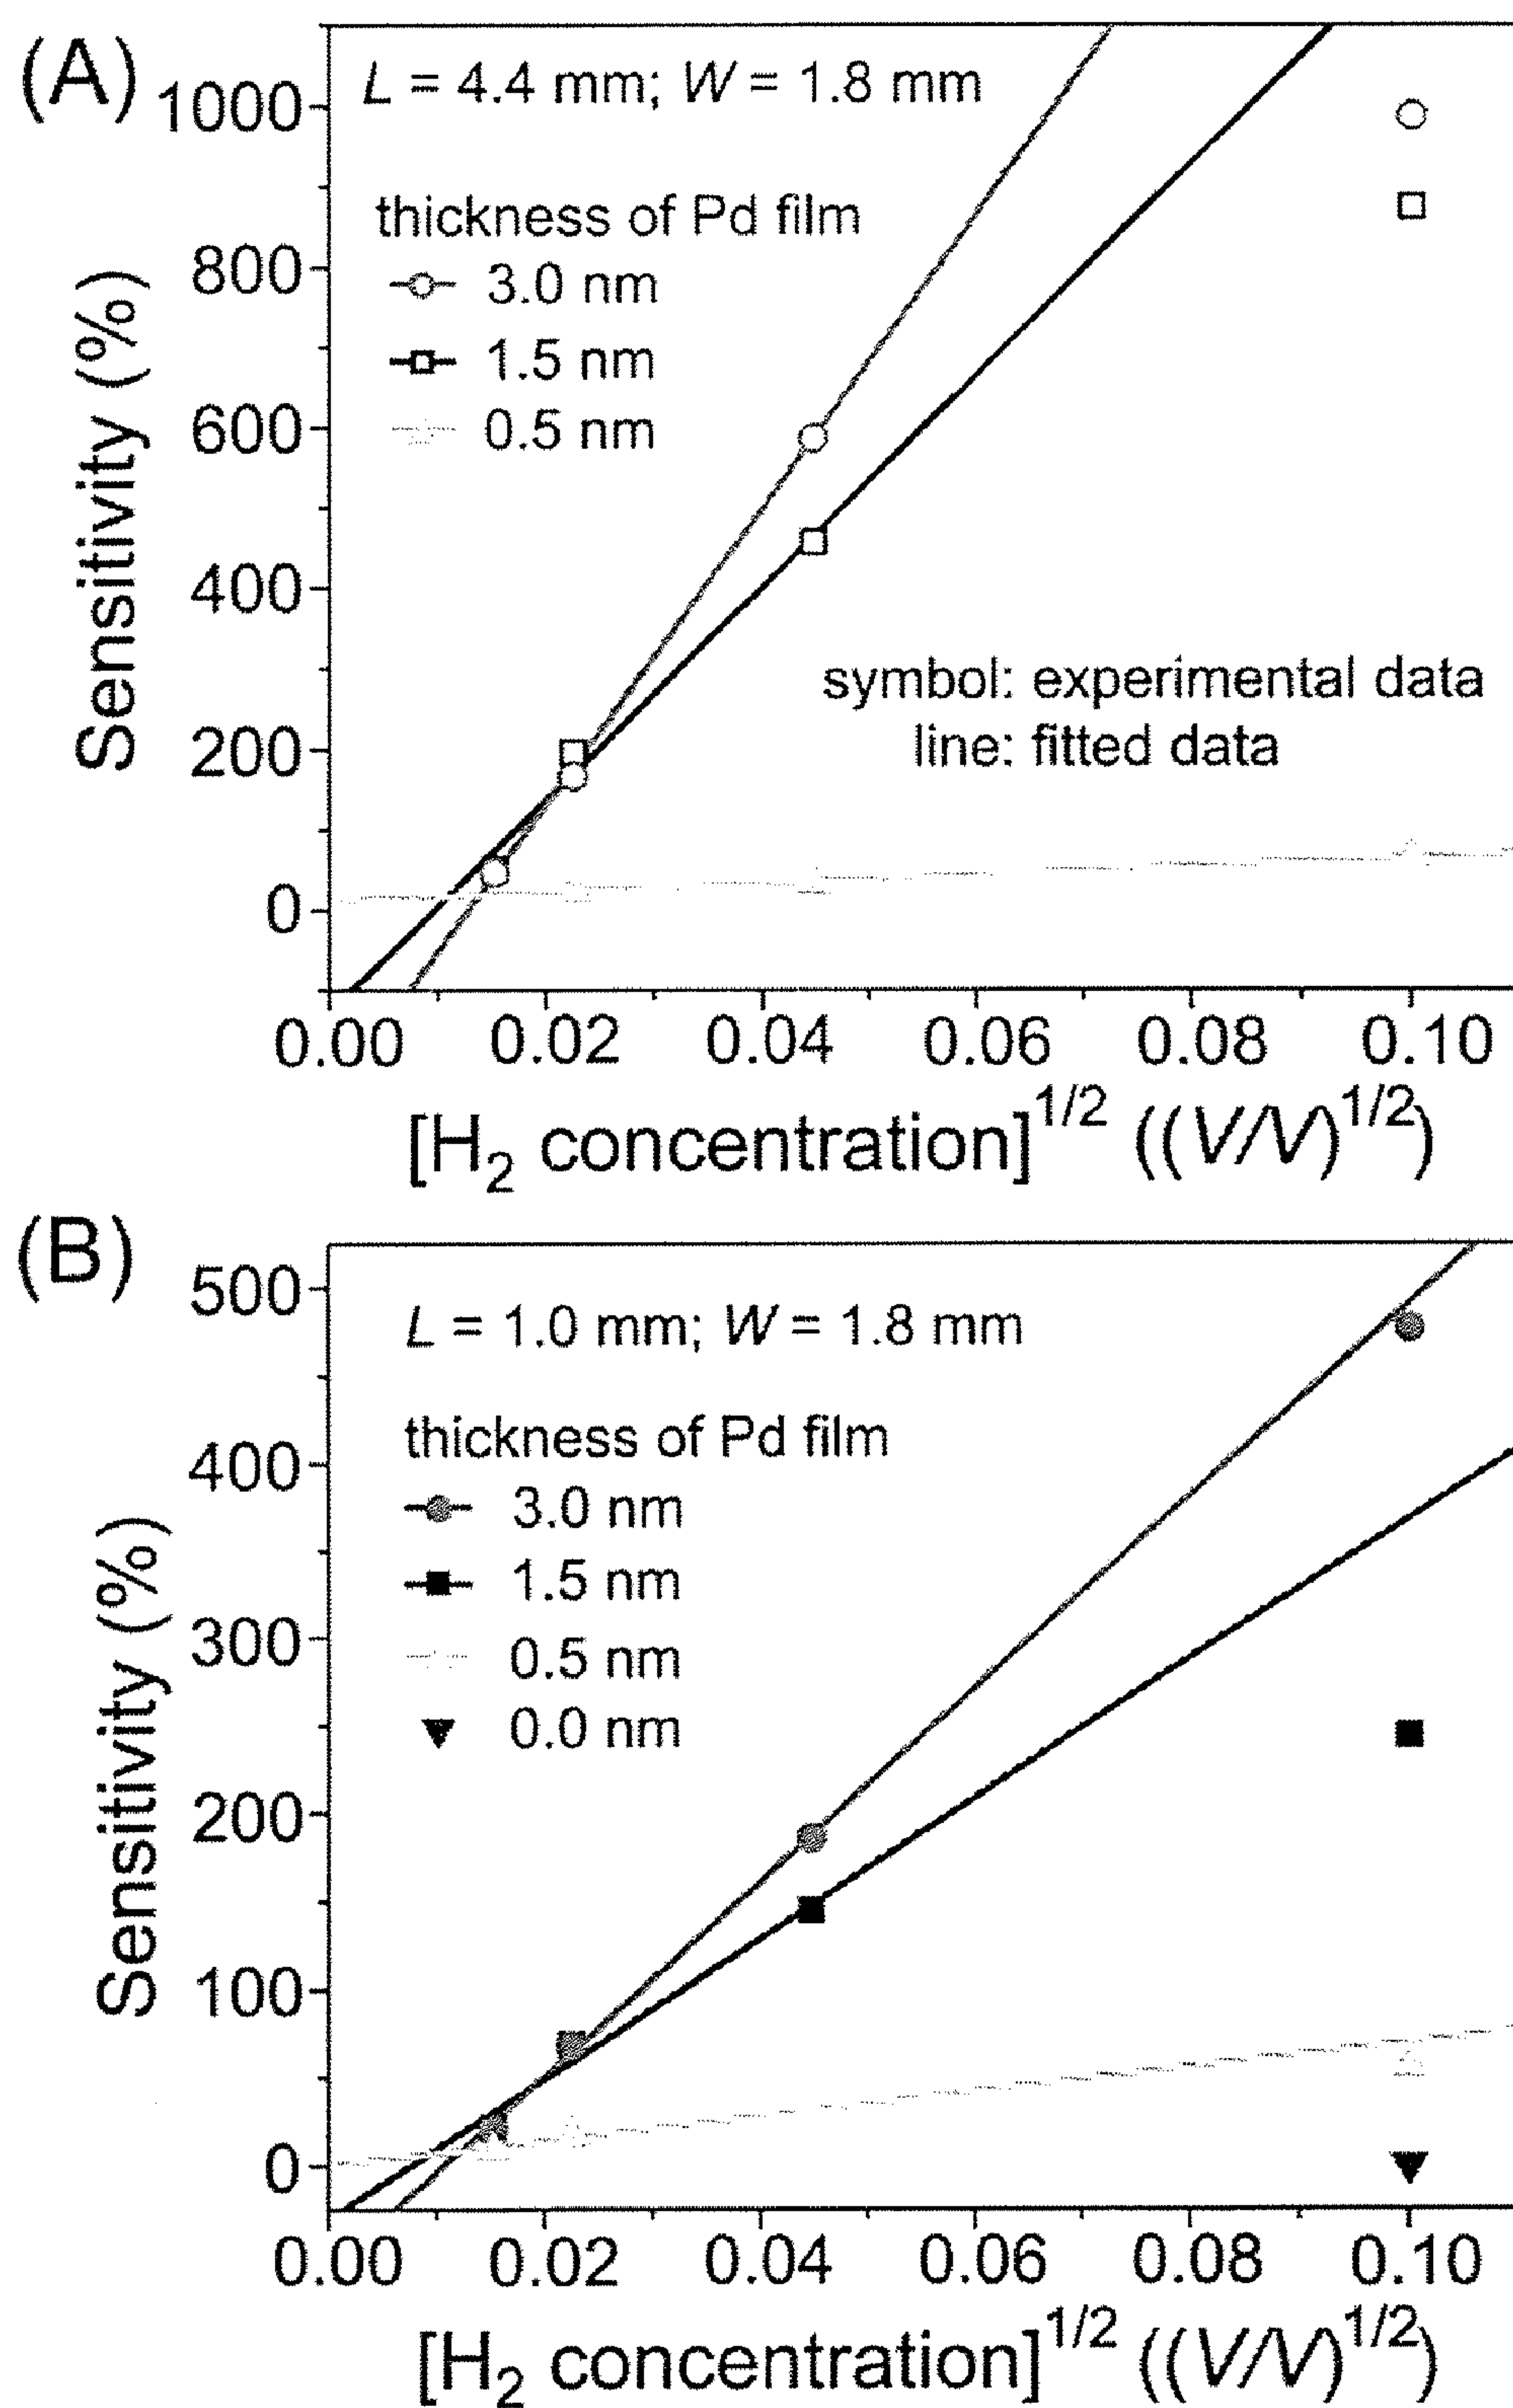 (A)
L = 4.4 mm; W = 1.8 mm
thickness of Pd film
3.0 nm
1.5 nm
0.5 nm
symbol: experimental data
line: fitted data
1000
800
600
400
200
0
Sensitivity (%)
0.00 0.02 0.04 0.06 0.08 0.10
[H₂ concentration]^1/2 ((V/V)^1/2)
(B)
L = 1.0 mm; W = 1.8 mm
thickness of Pd film
3.0 nm
1.5 nm
0.5 nm
0.0 nm
500
400
300
200
100
0
Sensitivity (%)
0.00 0.02 0.04 0.06 0.08 0.10
[H₂ concentration]^1/2 ((V/V)^1/2)